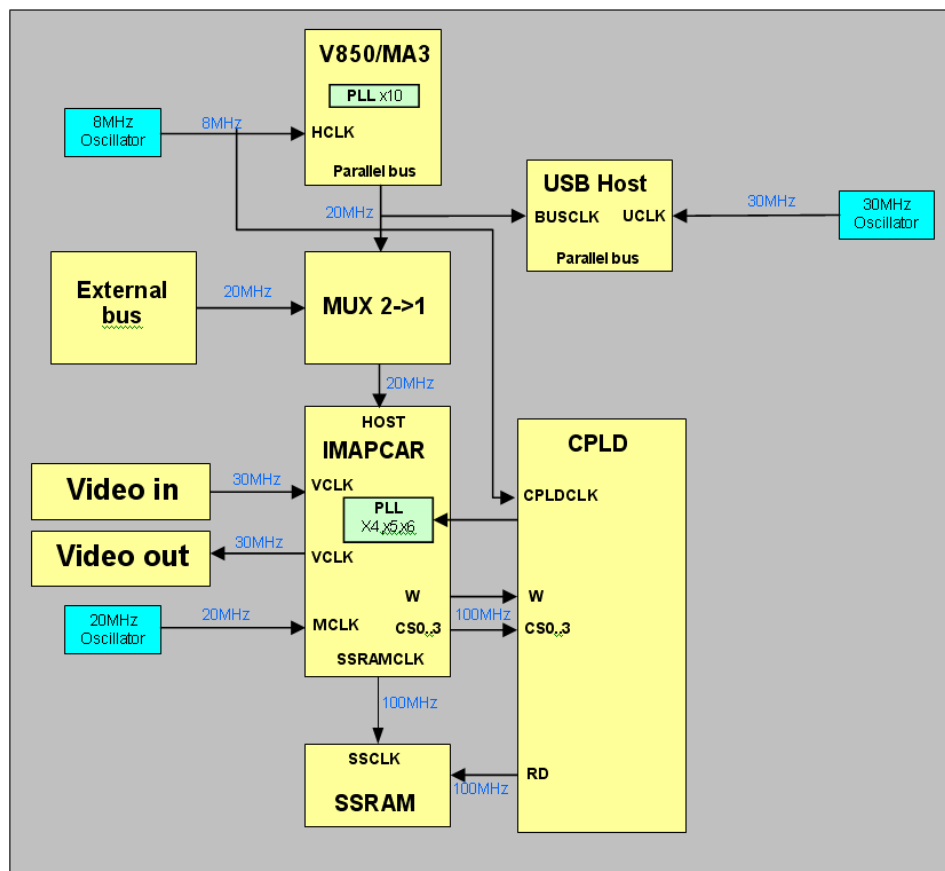 V850/MA3
PLL x10
8MHz
Oscillator
8MHz
HCLK
Parallel bus
USB Host
BUSCLK
UCLK
Parallel bus
30MHz
30MHz
Oscillator
20MHz
External
bus
20MHz
MUX 2->1
20MHz
HOST
IMAPCAR
CPLD
Video in
30MHz
VCLK
PLL
X4,x5,x6
CPLDCLK
Video out
30MHz
VCLK
W
W
20MHz
Oscillator
20MHz
MCLK
CS0..3
100MHz
CS0..3
SSRAMCLK
100MHz
SSCLK
SSRAM
100MHz
RD